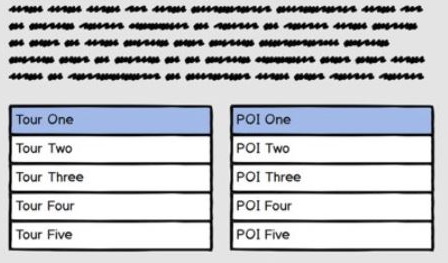 Tour One
Tour Two
Tour Three
Tour Four
Tour Five
POI One
POI Two
POI Three
POI Four
POI Five